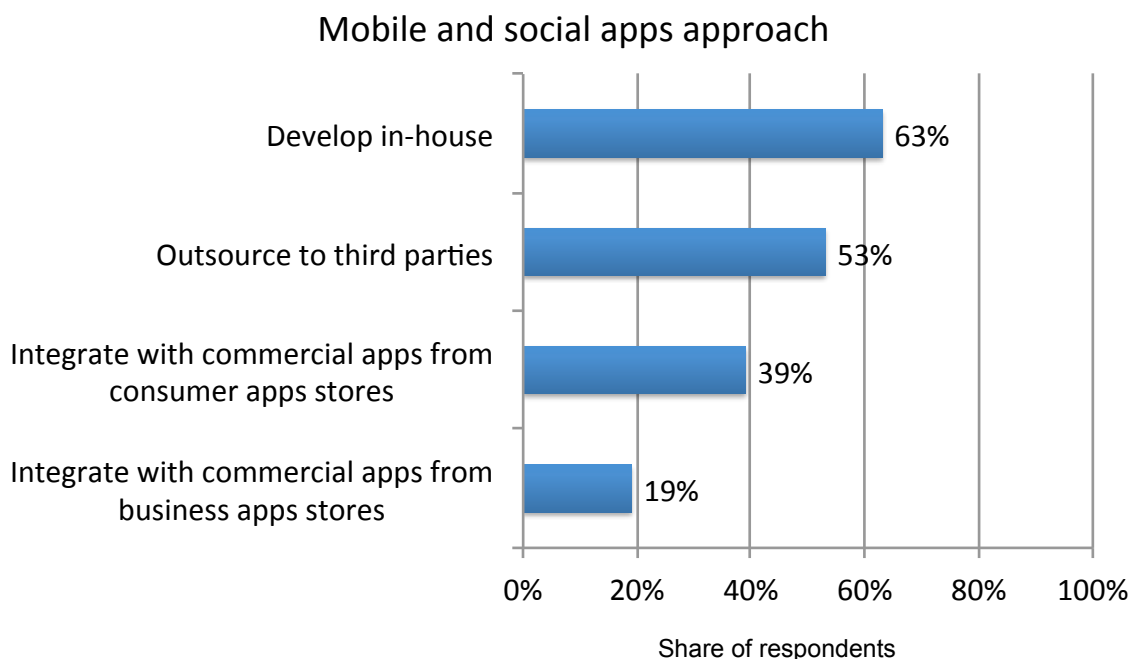 Mobile and social apps approach
Develop in-house
63%
Outsource to third parties
53%
Integrate with commercial apps from
consumer apps stores
39%
Integrate with commercial apps from
business apps stores
19%
0% 20% 40% 60% 80% 100%
Share of respondents